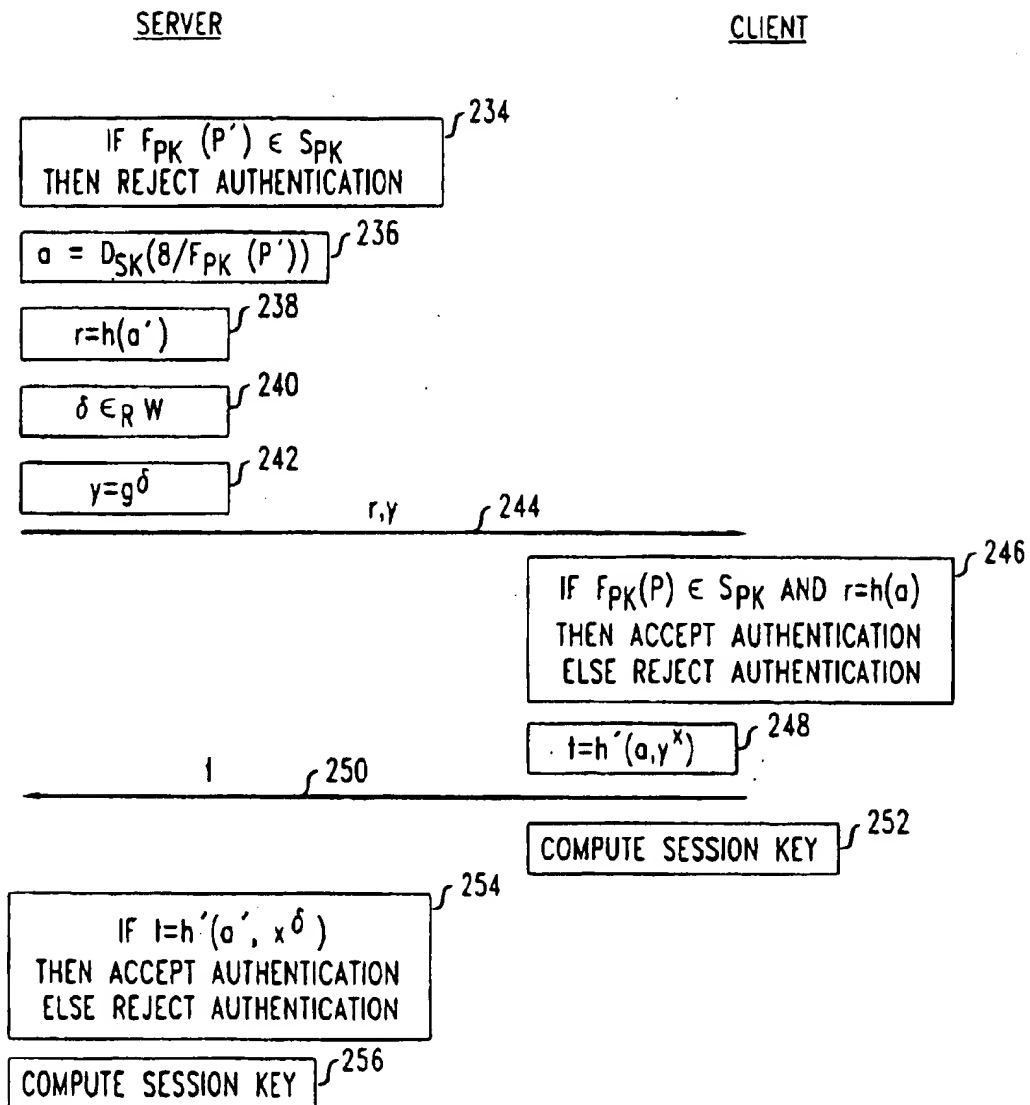 SERVER
CLIENT
234
IF F_PK (P′) ∈ S_PK
THEN REJECT AUTHENTICATION
236
a = D_SK(8/F_PK (P′))
238
r=h(a′)
240
δ ∈_R W
242
y=g^δ
r,y
244
246
IF F_PK(P) ∈ S_PK AND r=h(a)
THEN ACCEPT AUTHENTICATION
ELSE REJECT AUTHENTICATION
248
t=h′(a,y^x)
t
250
252
COMPUTE SESSION KEY
254
IF t=h′(a′, x^δ)
THEN ACCEPT AUTHENTICATION
ELSE REJECT AUTHENTICATION
256
COMPUTE SESSION KEY